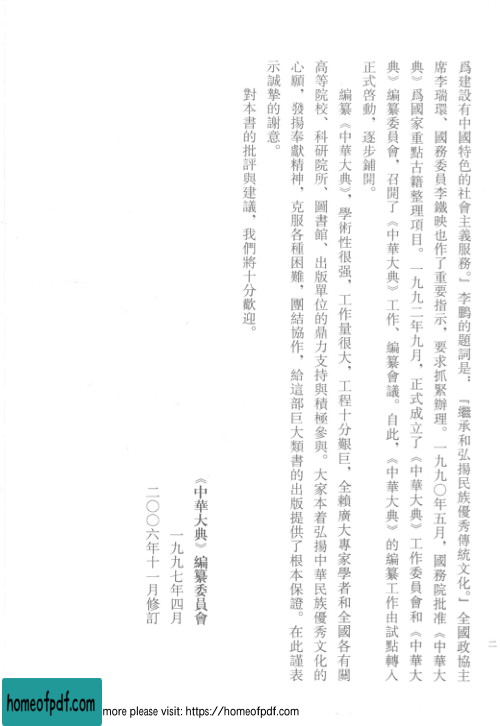 爲建設有中國特色的社會主義服務。』李鵬的題詞是：『繼承和弘揚民族優秀傳統文化。』全國政協主
席李瑞環、國務委員李鐵映也作了重要指示，要求抓緊辦理。一九九〇年五月，國務院批准《中華大
典》爲國家重點古籍整理項目。一九九二年九月，正式成立了《中華大典》工作委員會和《中華大
典》編纂委員會，召開了《中華大典》工作、編纂會議。自此，《中華大典》的編纂工作由試點轉入
正式啓動，逐步鋪開。
編纂《中華大典》，學術性很强，工作量很大，工程十分艱巨，全賴廣大專家學者和全國各有關
高等院校、科研院所、圖書館、出版單位的鼎力支持與積極參與。大家本着弘揚中華民族優秀文化的
心願，發揚奉獻精神，克服各種困難，團結協作，給這部巨大類書的出版提供了根本保證。在此謹表
示誠摯的謝意。
對本書的批評與建議，我們將十分歡迎。
《中華大典》編纂委員會
一九九七年四月
二〇〇六年十一月修訂
二
homeofpdf.com
more please visit: https://homeofpdf.com